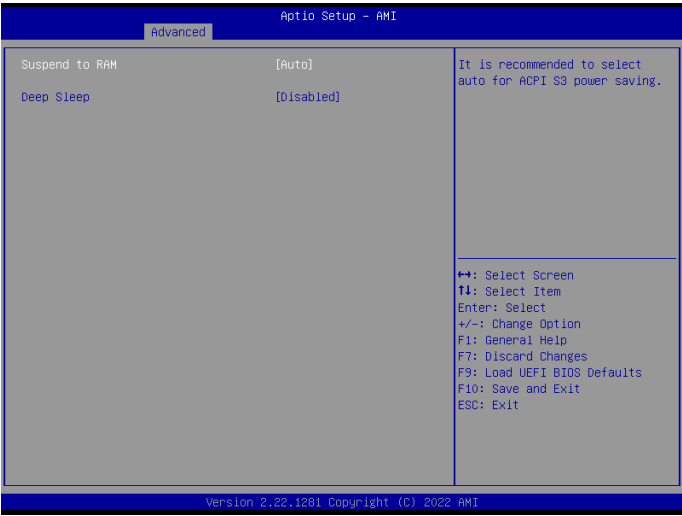 Aptio Setup – AMI
Advanced
Suspend to RAM [Auto]
Deep Sleep [Disabled]
It is recommended to select
auto for ACPI S3 power saving.
↔: Select Screen
↑↓: Select Item
Enter: Select
+/-: Change Option
F1: General Help
F7: Discard Changes
F9: Load UEFI BIOS Defaults
F10: Save and Exit
ESC: Exit
Version 2.22.1281 Copyright (C) 2022 AMI